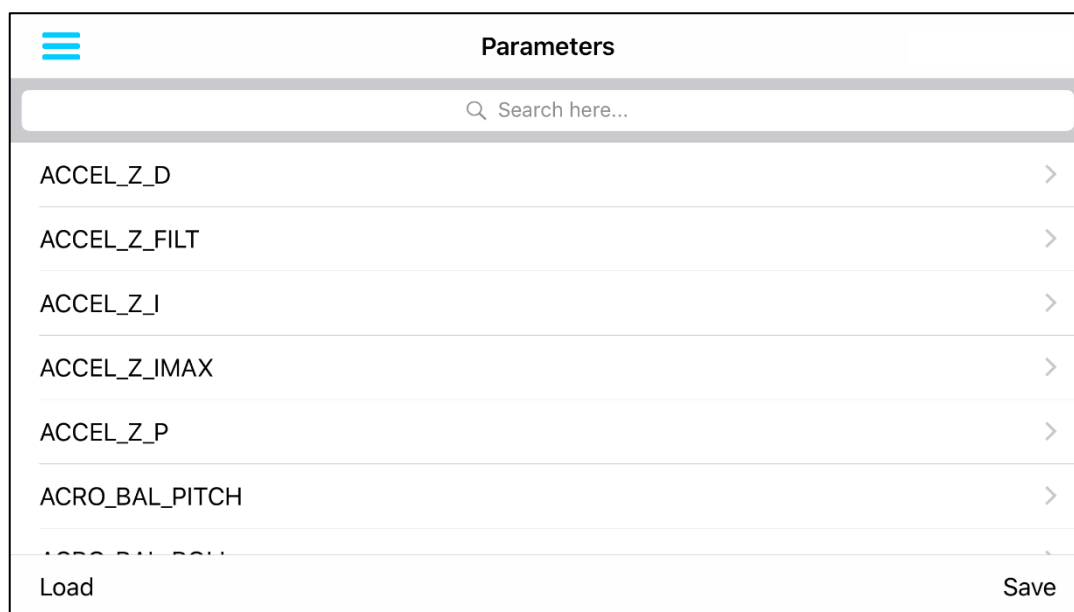 Parameters
Search here...
ACCEL_Z_D
ACCEL_Z_FILT
ACCEL_Z_I
ACCEL_Z_IMAX
ACCEL_Z_P
ACRO_BAL_PITCH
Load
Save